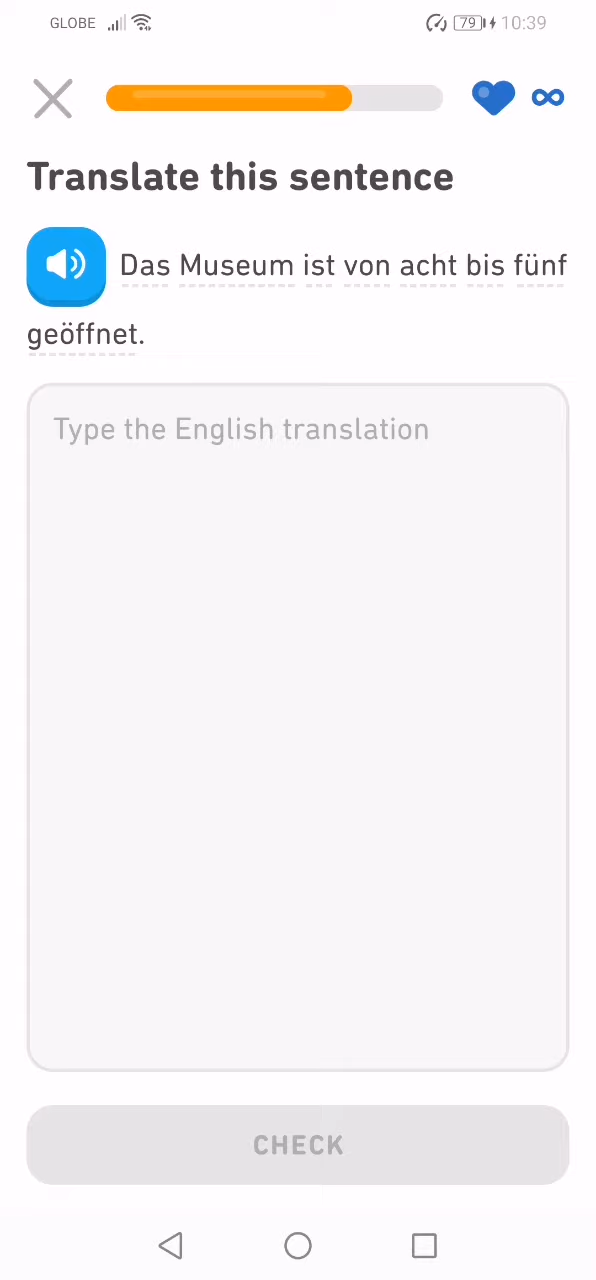 GLOBE 79 10:39
Translate this sentence
Das Museum ist von acht bis fünf
geöffnet.
Type the English translation
CHECK